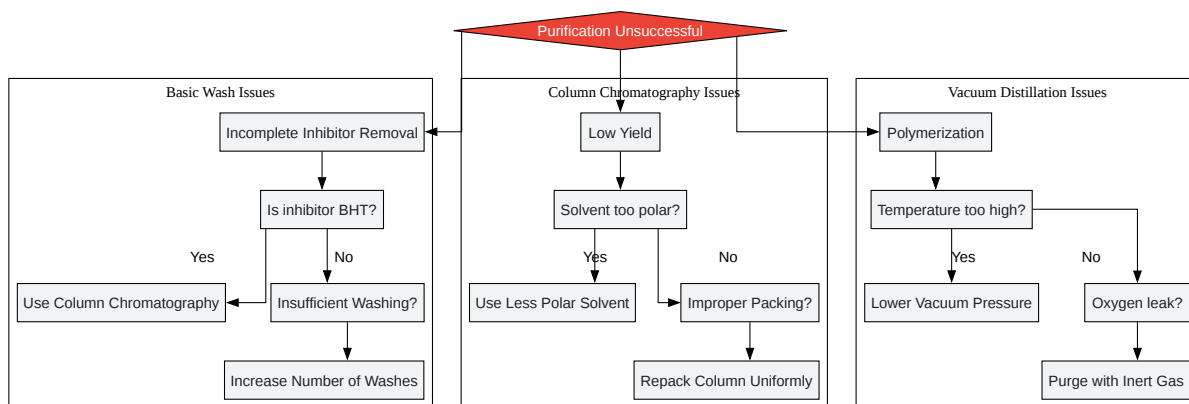 Purification Unsuccessful
Basic Wash Issues
Incomplete Inhibitor Removal
Is inhibitor BHT?
Yes
No
Use Column Chromatography
Insufficient Washing?
Increase Number of Washes
Column Chromatography Issues
Low Yield
Solvent too polar?
Yes
No
Use Less Polar Solvent
Improper Packing?
Repack Column Uniformly
Vacuum Distillation Issues
Polymerization
Temperature too high?
Yes
No
Lower Vacuum Pressure
Oxygen leak?
Purge with Inert Gas